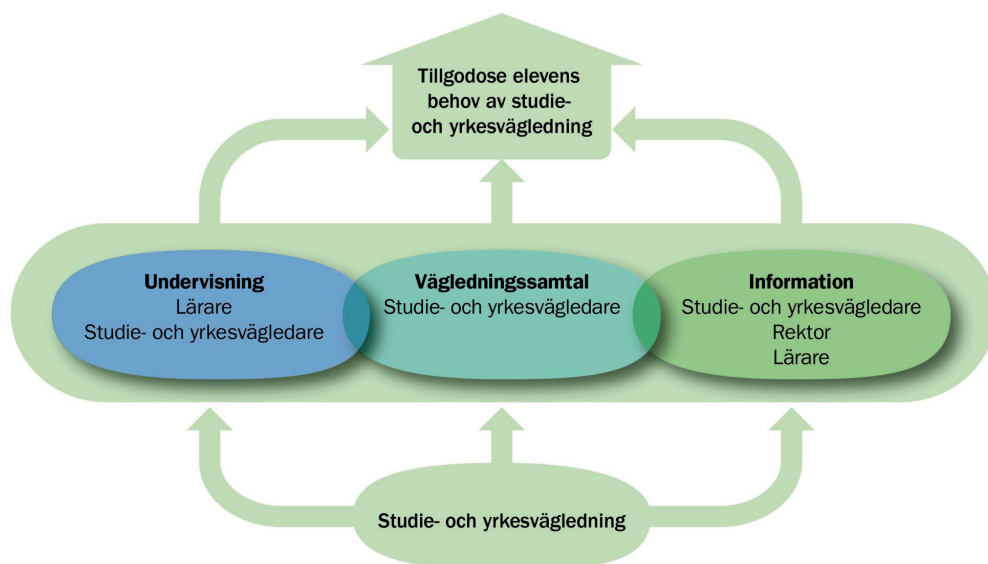 Tillgodose elevens
behov av studie-
och yrkesvägledning
Undervisning
Lärare
Studie- och yrkesvägledare
Vägledningssamtal
Studie- och yrkesvägledare
Information
Studie- och yrkesvägledare
Rektor
Lärare
Studie- och yrkesvägledning